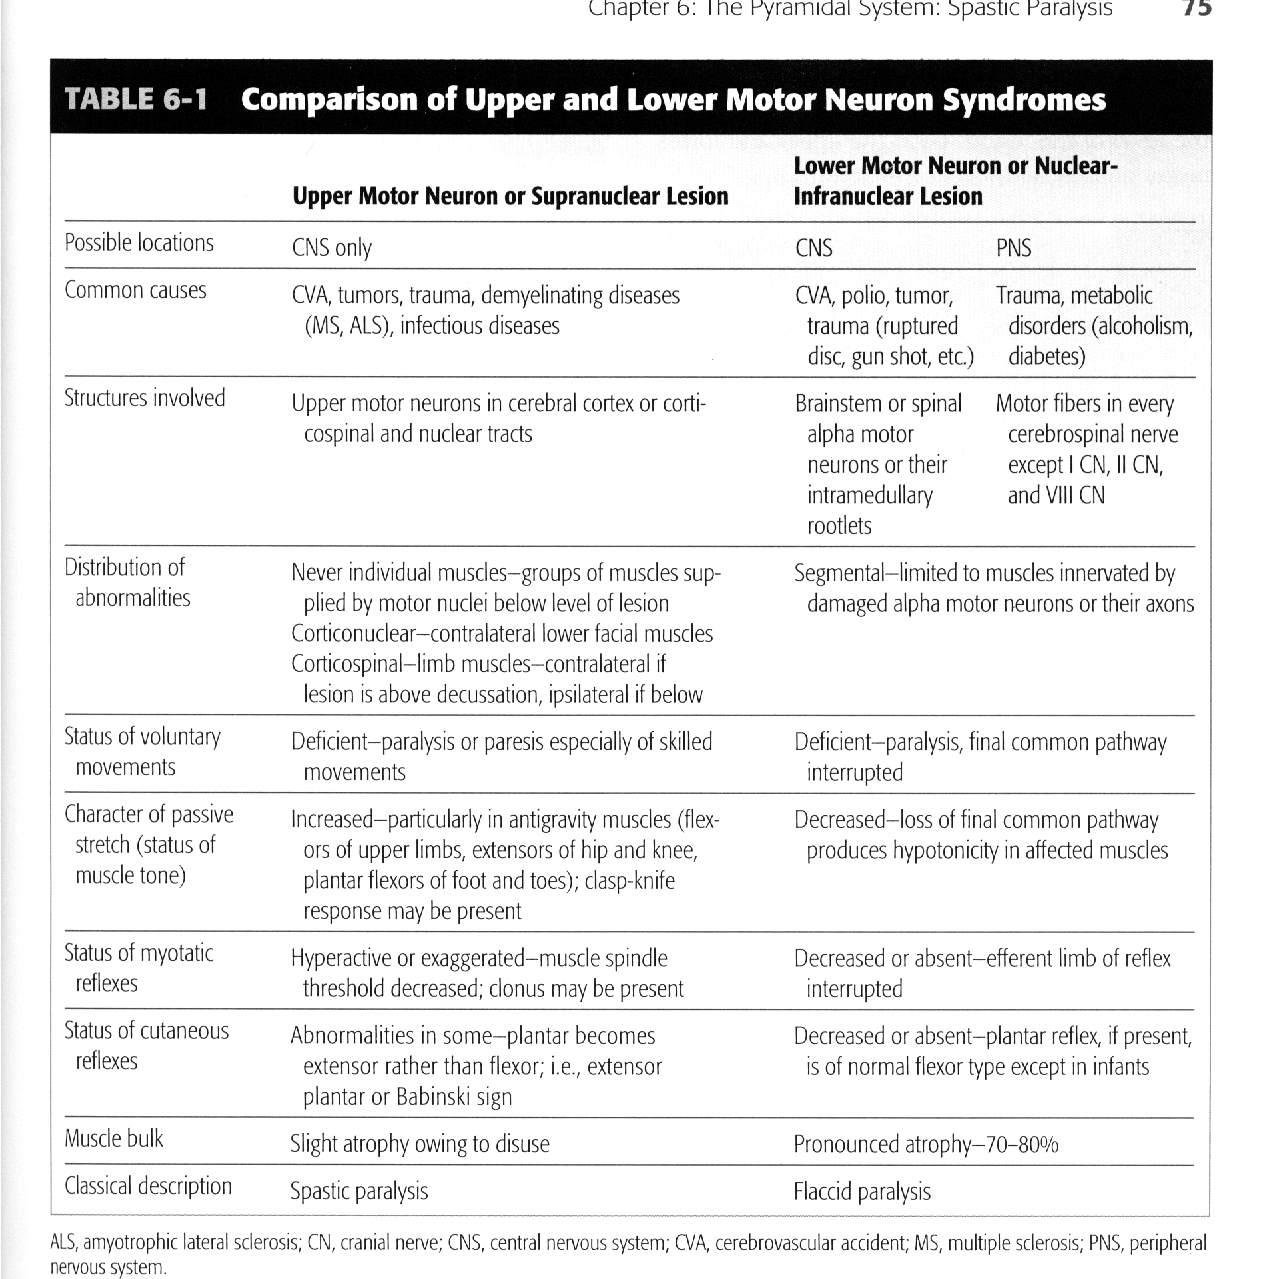 Chapter 6: The Pyramidal System: Spastic Paralysis 75
TABLE 6-1 Comparison of Upper and Lower Motor Neuron Syndromes
Upper Motor Neuron or Supranuclear Lesion
Lower Motor Neuron or Nuclear-
Infranuclear Lesion
Possible locations
CNS only
CNS
PNS
Common causes
CVA, tumors, trauma, demyelinating diseases
(MS, ALS), infectious diseases
CVA, polio, tumor,
trauma (ruptured
disc, gun shot, etc.)
Trauma, metabolic
disorders (alcoholism,
diabetes)
Structures involved
Upper motor neurons in cerebral cortex or corti-
cospinal and nuclear tracts
Brainstem or spinal
alpha motor
neurons or their
intramedullary
rootlets
Motor fibers in every
cerebrospinal nerve
except I CN, II CN,
and VIII CN
Distribution of
abnormalities
Never individual muscles—groups of muscles sup-
plied by motor nuclei below level of lesion
Corticonuclear—contralateral lower facial muscles
Corticospinal—limb muscles—contralateral if
lesion is above decussation, ipsilateral if below
Segmental—limited to muscles innervated by
damaged alpha motor neurons or their axons
Status of voluntary
movements
Deficient—paralysis or paresis especially of skilled
movements
Deficient—paralysis, final common pathway
interrupted
Character of passive
stretch (status of
muscle tone)
Increased—particularly in antigravity muscles (flex-
ors of upper limbs, extensors of hip and knee,
plantar flexors of foot and toes); clasp-knife
response may be present
Decreased—loss of final common pathway
produces hypotonicity in affected muscles
Status of myotatic
reflexes
Hyperactive or exaggerated—muscle spindle
threshold decreased; clonus may be present
Decreased or absent—efferent limb of reflex
interrupted
Status of cutaneous
reflexes
Abnormalities in some—plantar becomes
extensor rather than flexor; i.e., extensor
plantar or Babinski sign
Decreased or absent—plantar reflex, if present,
is of normal flexor type except in infants
Muscle bulk
Slight atrophy owing to disuse
Pronounced atrophy—70–80%
Classical description
Spastic paralysis
Flaccid paralysis
ALS, amyotrophic lateral sclerosis; CN, cranial nerve; CNS, central nervous system; CVA, cerebrovascular accident; MS, multiple sclerosis; PNS, peripheral
nervous system.